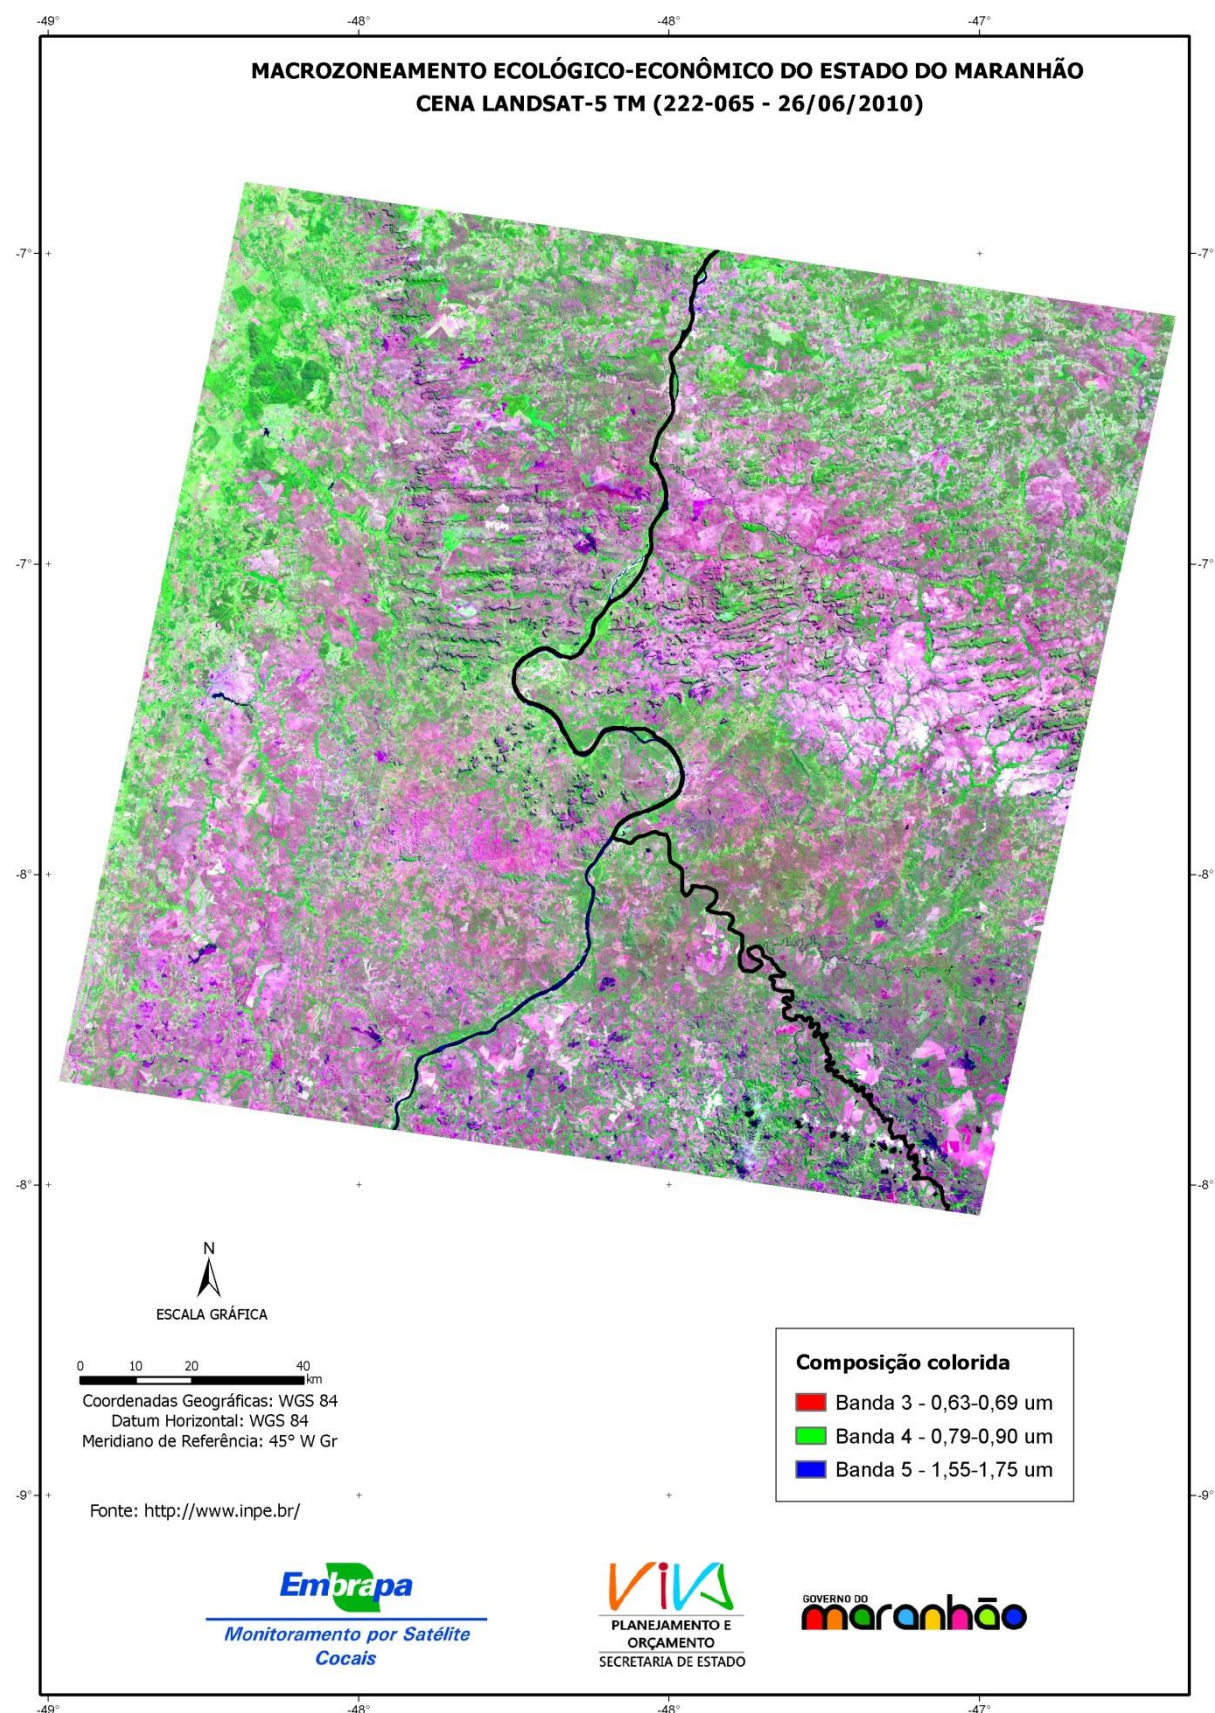 -49° -48° -48° -47°
MACROZONEAMENTO ECOLÓGICO-ECONÔMICO DO ESTADO DO MARANHÃO
CENA LANDSAT-5 TM (222-065 - 26/06/2010)
-7° -7°
-7° -7°
-8° -8°
-8° -8°
N
ESCALA GRÁFICA
0 10 20 40
km
Coordenadas Geográficas: WGS 84
Datum Horizontal: WGS 84
Meridiano de Referência: 45° W Gr
Composição colorida
Banda 3 - 0,63-0,69 um
Banda 4 - 0,79-0,90 um
Banda 5 - 1,55-1,75 um
-9° -9°
Fonte: http://www.inpe.br/
Embrapa
Monitoramento por Satélite
Cocais
VIVA
PLANEJAMENTO E
ORÇAMENTO
SECRETARIA DE ESTADO
GOVERNO DO
maranhão
-49° -48° -48° -47°